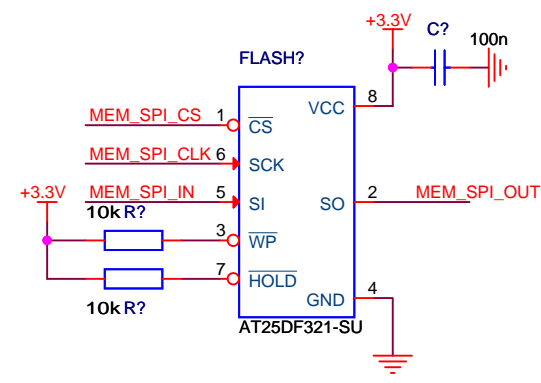 +3.3V
C?
100n
FLASH?
8
VCC
MEM_SPI_CS
1
CS
MEM_SPI_CLK
6
SCK
+3.3V
MEM_SPI_IN
5
SI
SO
2
MEM_SPI_OUT
10k R?
3
WP
7
HOLD
4
GND
10k R?
AT25DF321-SU